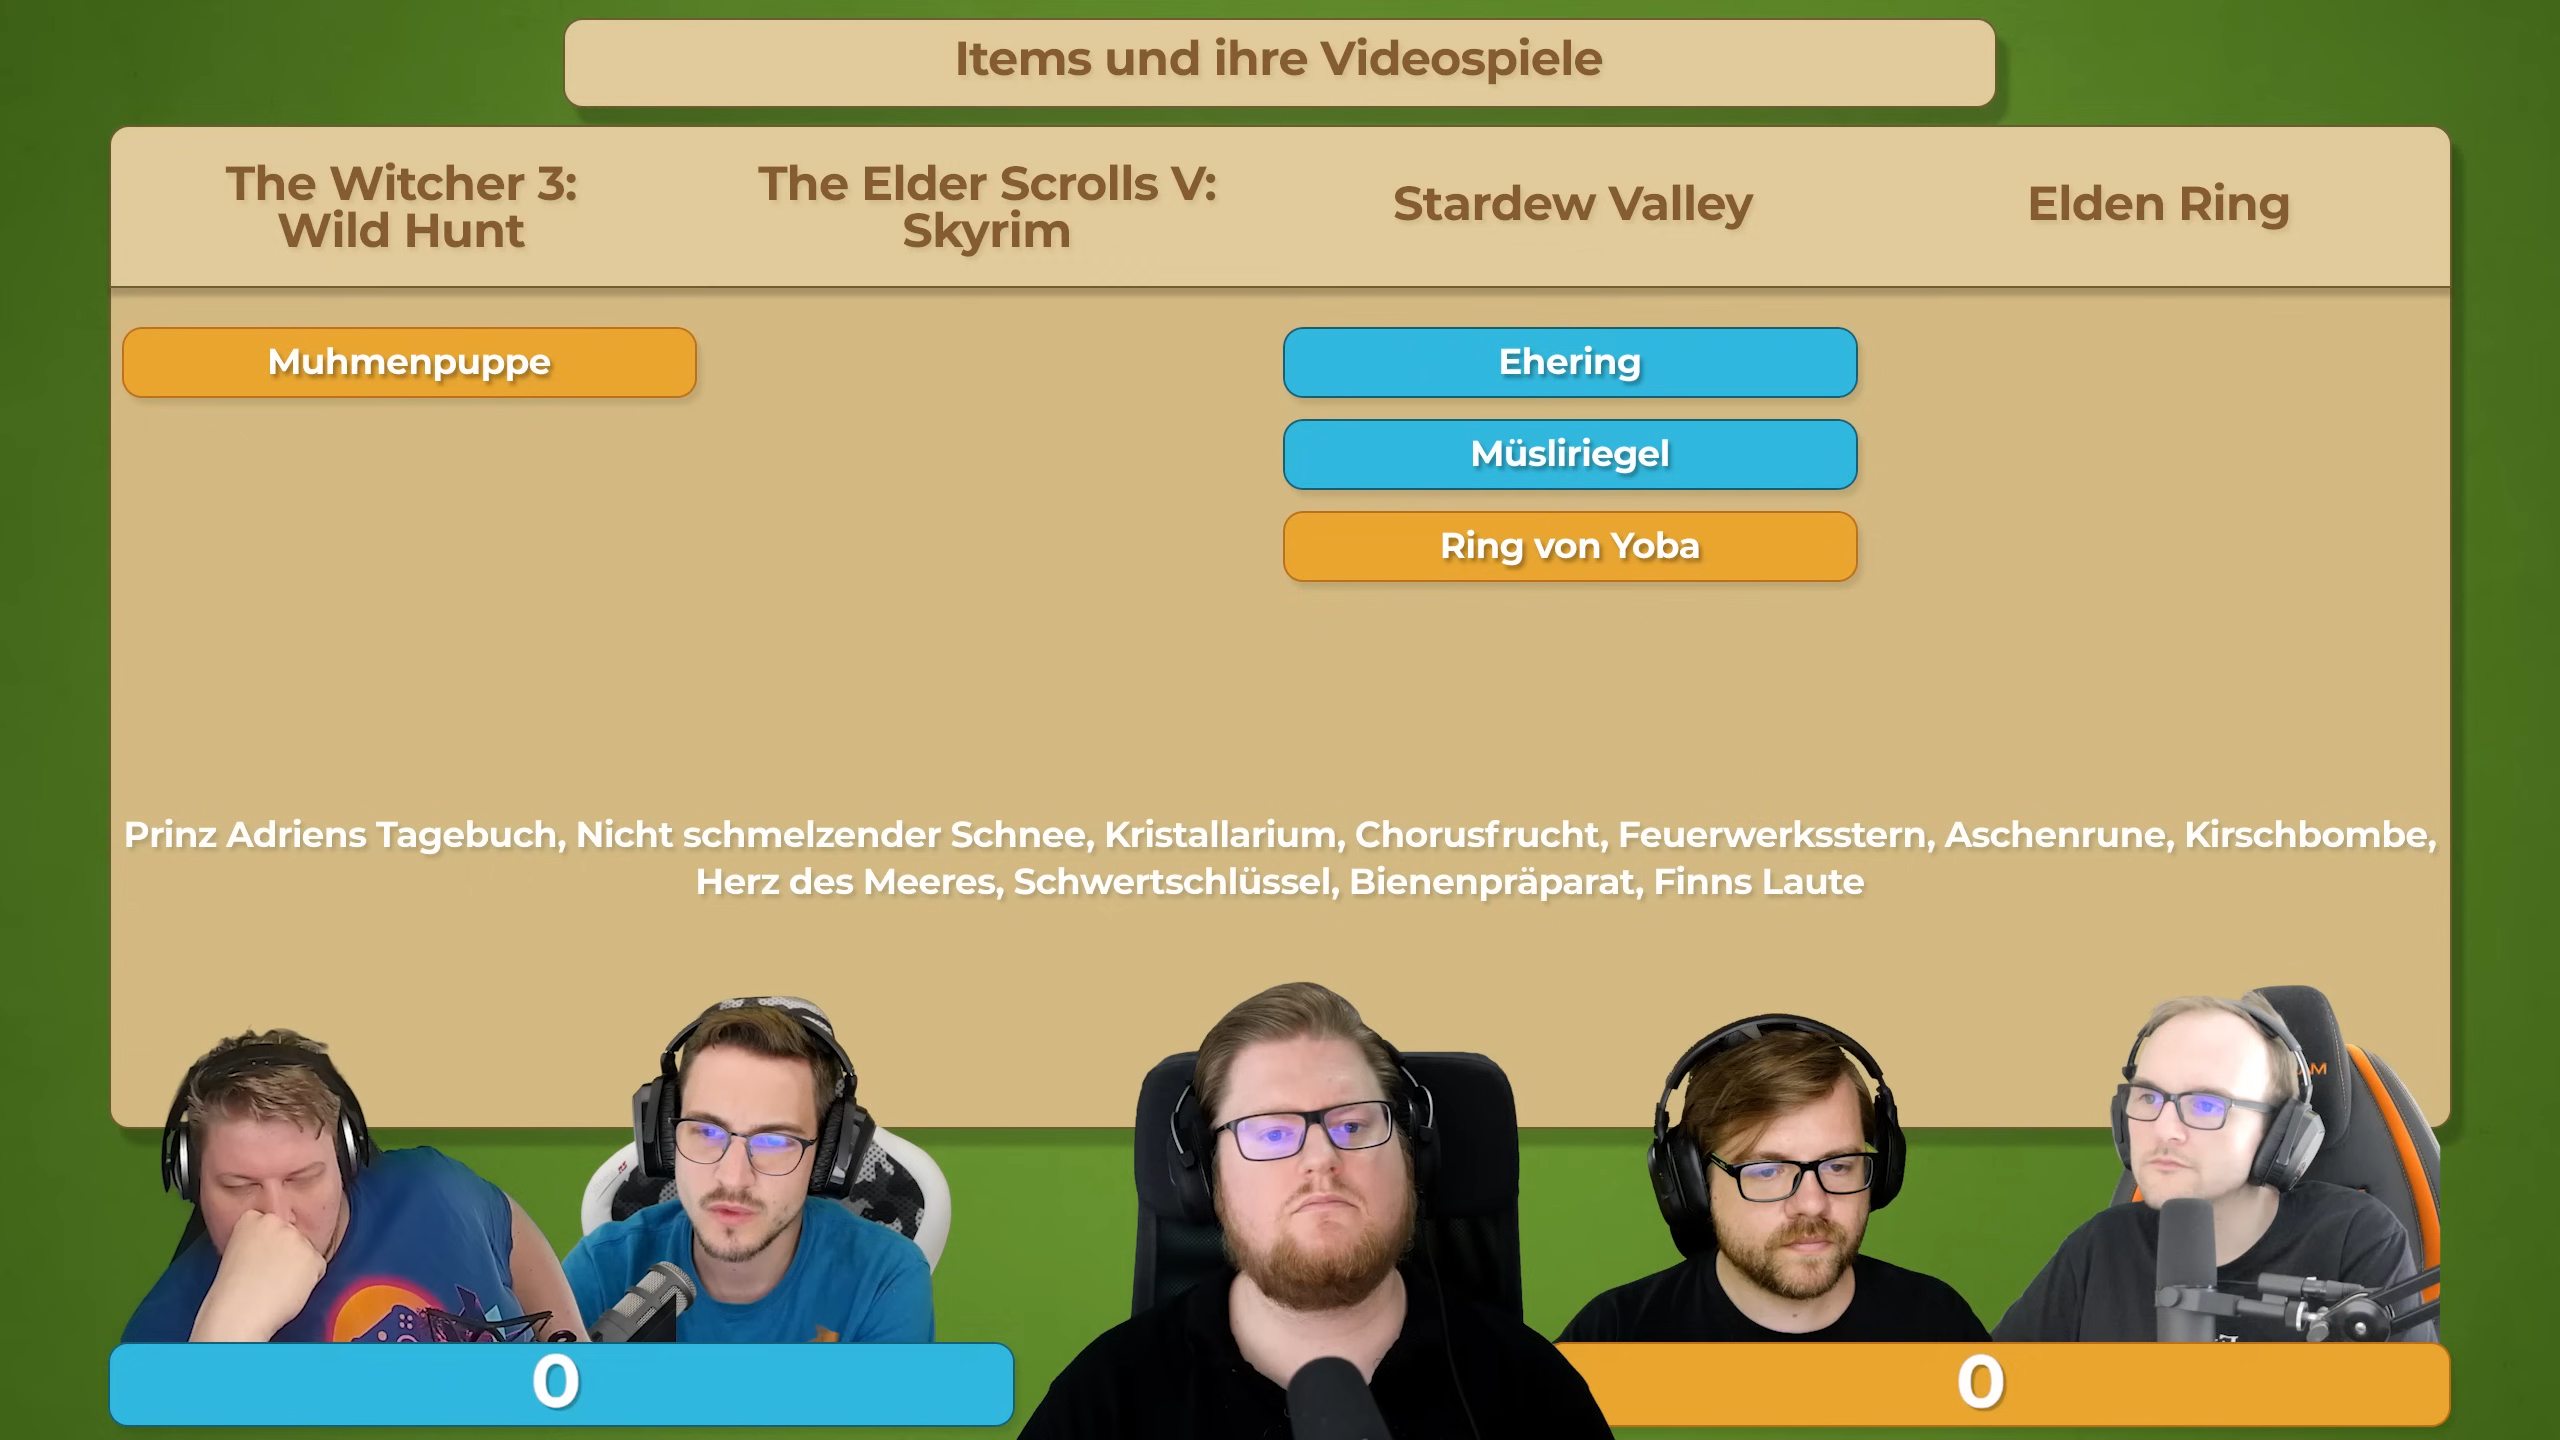 Items und ihre Videospiele
The Witcher 3:
Wild Hunt
The Elder Scrolls V:
Skyrim
Stardew Valley
Elden Ring
Muhmenpuppe
Ehering
Müsliriegel
Ring von Yoba
Prinz Adriens Tagebuch, Nicht schmelzender Schnee, Kristallarium, Chorusfrucht, Feuerwerksstern, Aschenrune, Kirschbombe,
Herz des Meeres, Schwertschlüssel, Bienenpräparat, Finns Laute
0
0